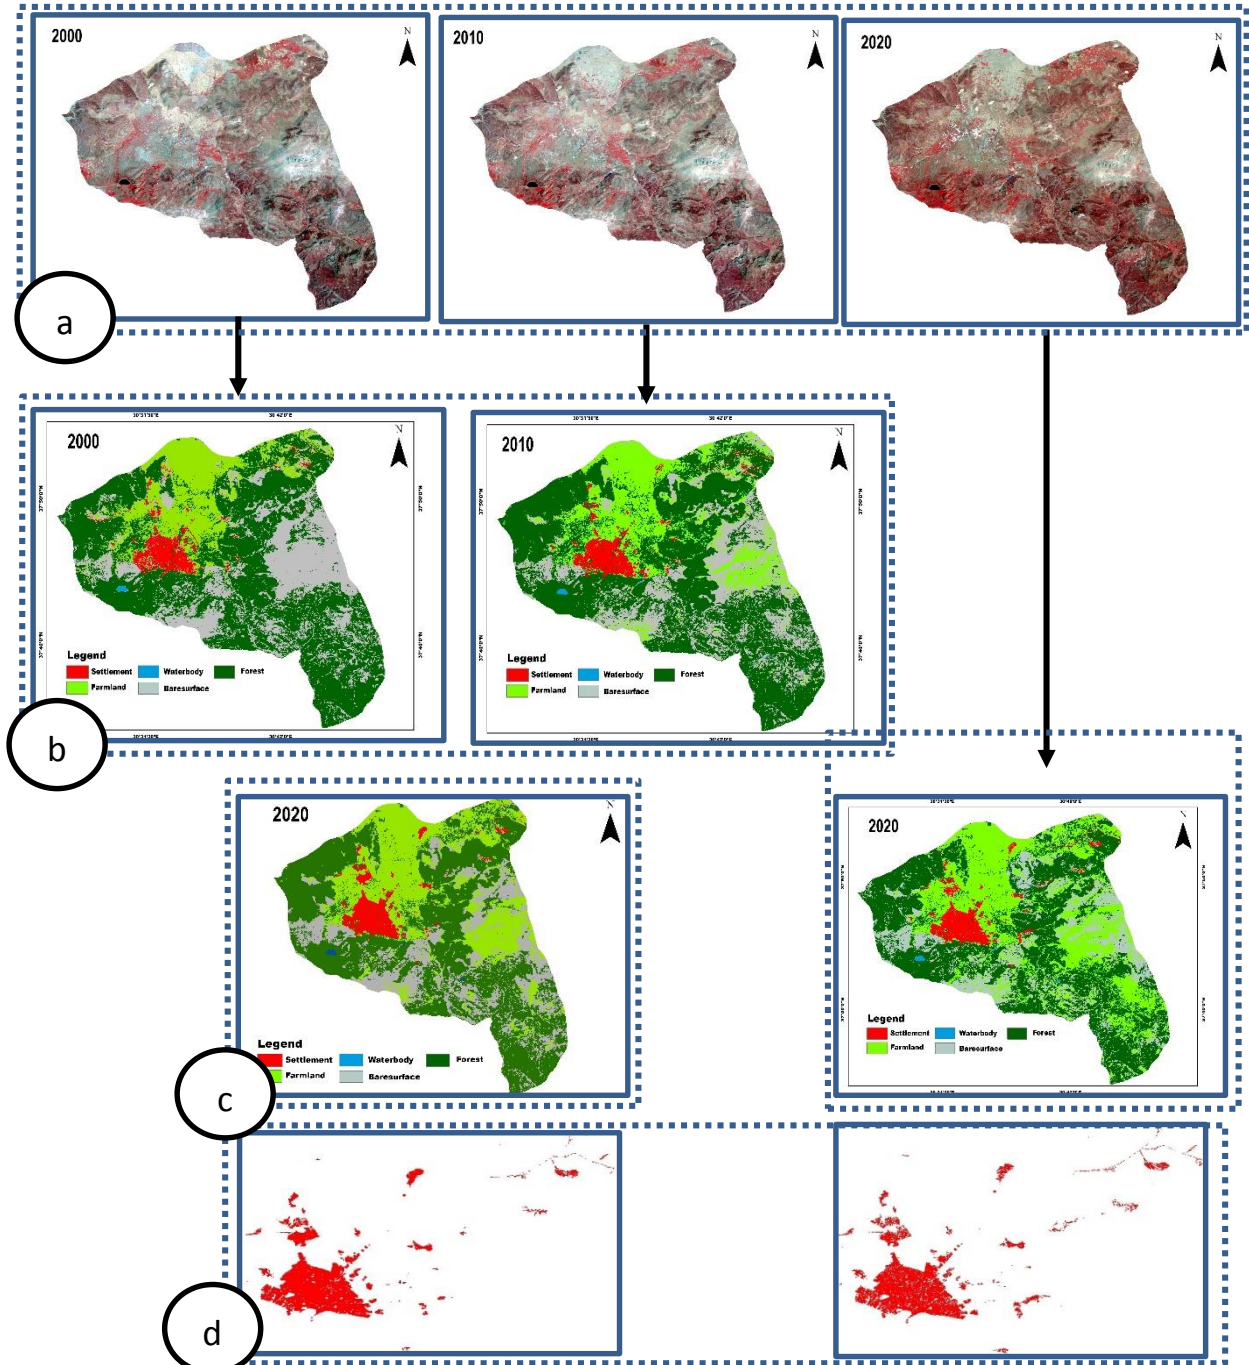 2000
N
2010
N
2020
N
a
2000
N
Legend
Settlement
Waterbody
Forest
Farmland
Baresurface
2010
N
Legend
Settlement
Waterbody
Forest
Farmland
Baresurface
b
2020
N
Legend
Settlement
Waterbody
Forest
Farmland
Baresurface
c
2020
N
Legend
Settlement
Waterbody
Forest
Farmland
Baresurface
d